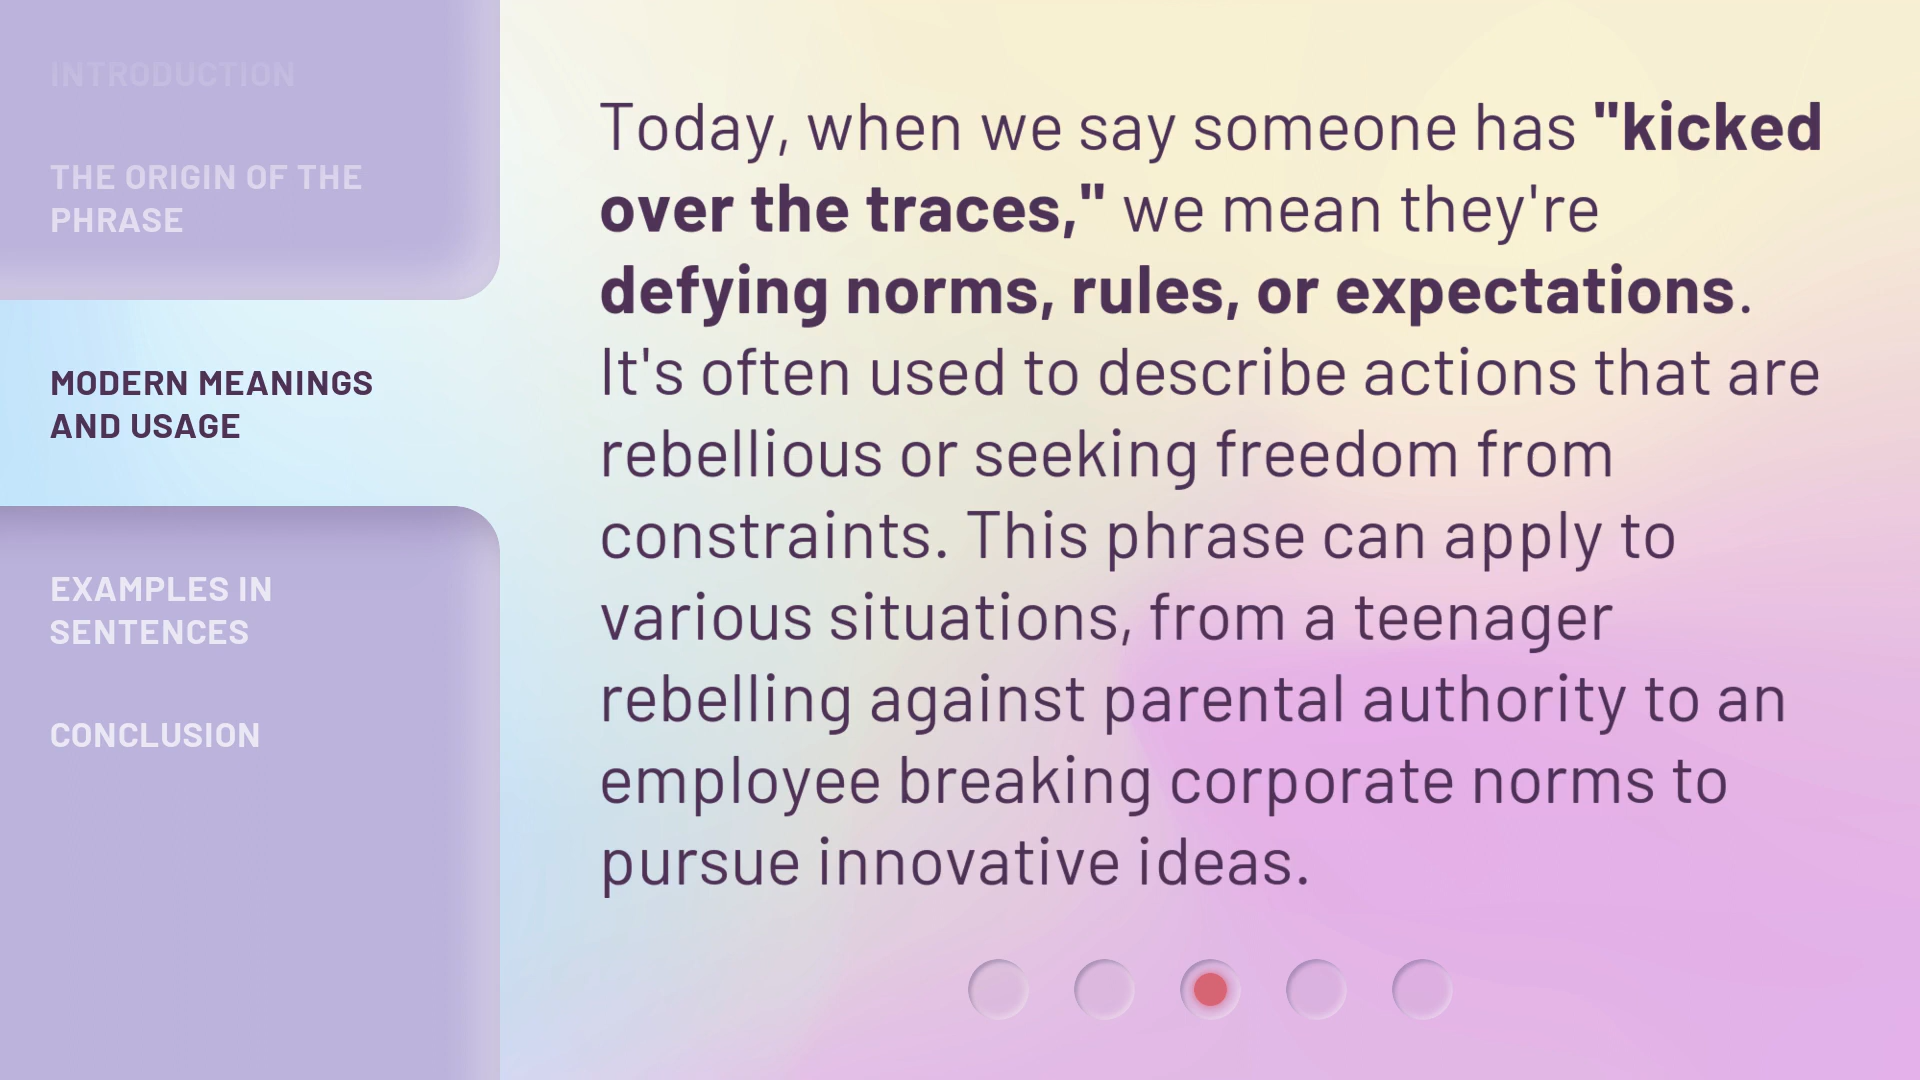 INTRODUCTION
THE ORIGIN OF THE
PHRASE
MODERN MEANINGS
AND USAGE
EXAMPLES IN
SENTENCES
CONCLUSION
Today, when we say someone has "kicked
over the traces," we mean they're
defying norms, rules, or expectations.
It's often used to describe actions that are
rebellious or seeking freedom from
constraints. This phrase can apply to
various situations, from a teenager
rebelling against parental authority to an
employee breaking corporate norms to
pursue innovative ideas.